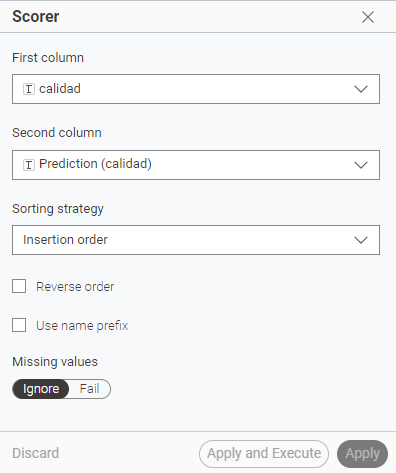 Scorer
First column
calidad
Second column
Prediction (calidad)
Sorting strategy
Insertion order
Reverse order
Use name prefix
Missing values
Ignore Fail
Discard Apply and Execute Apply